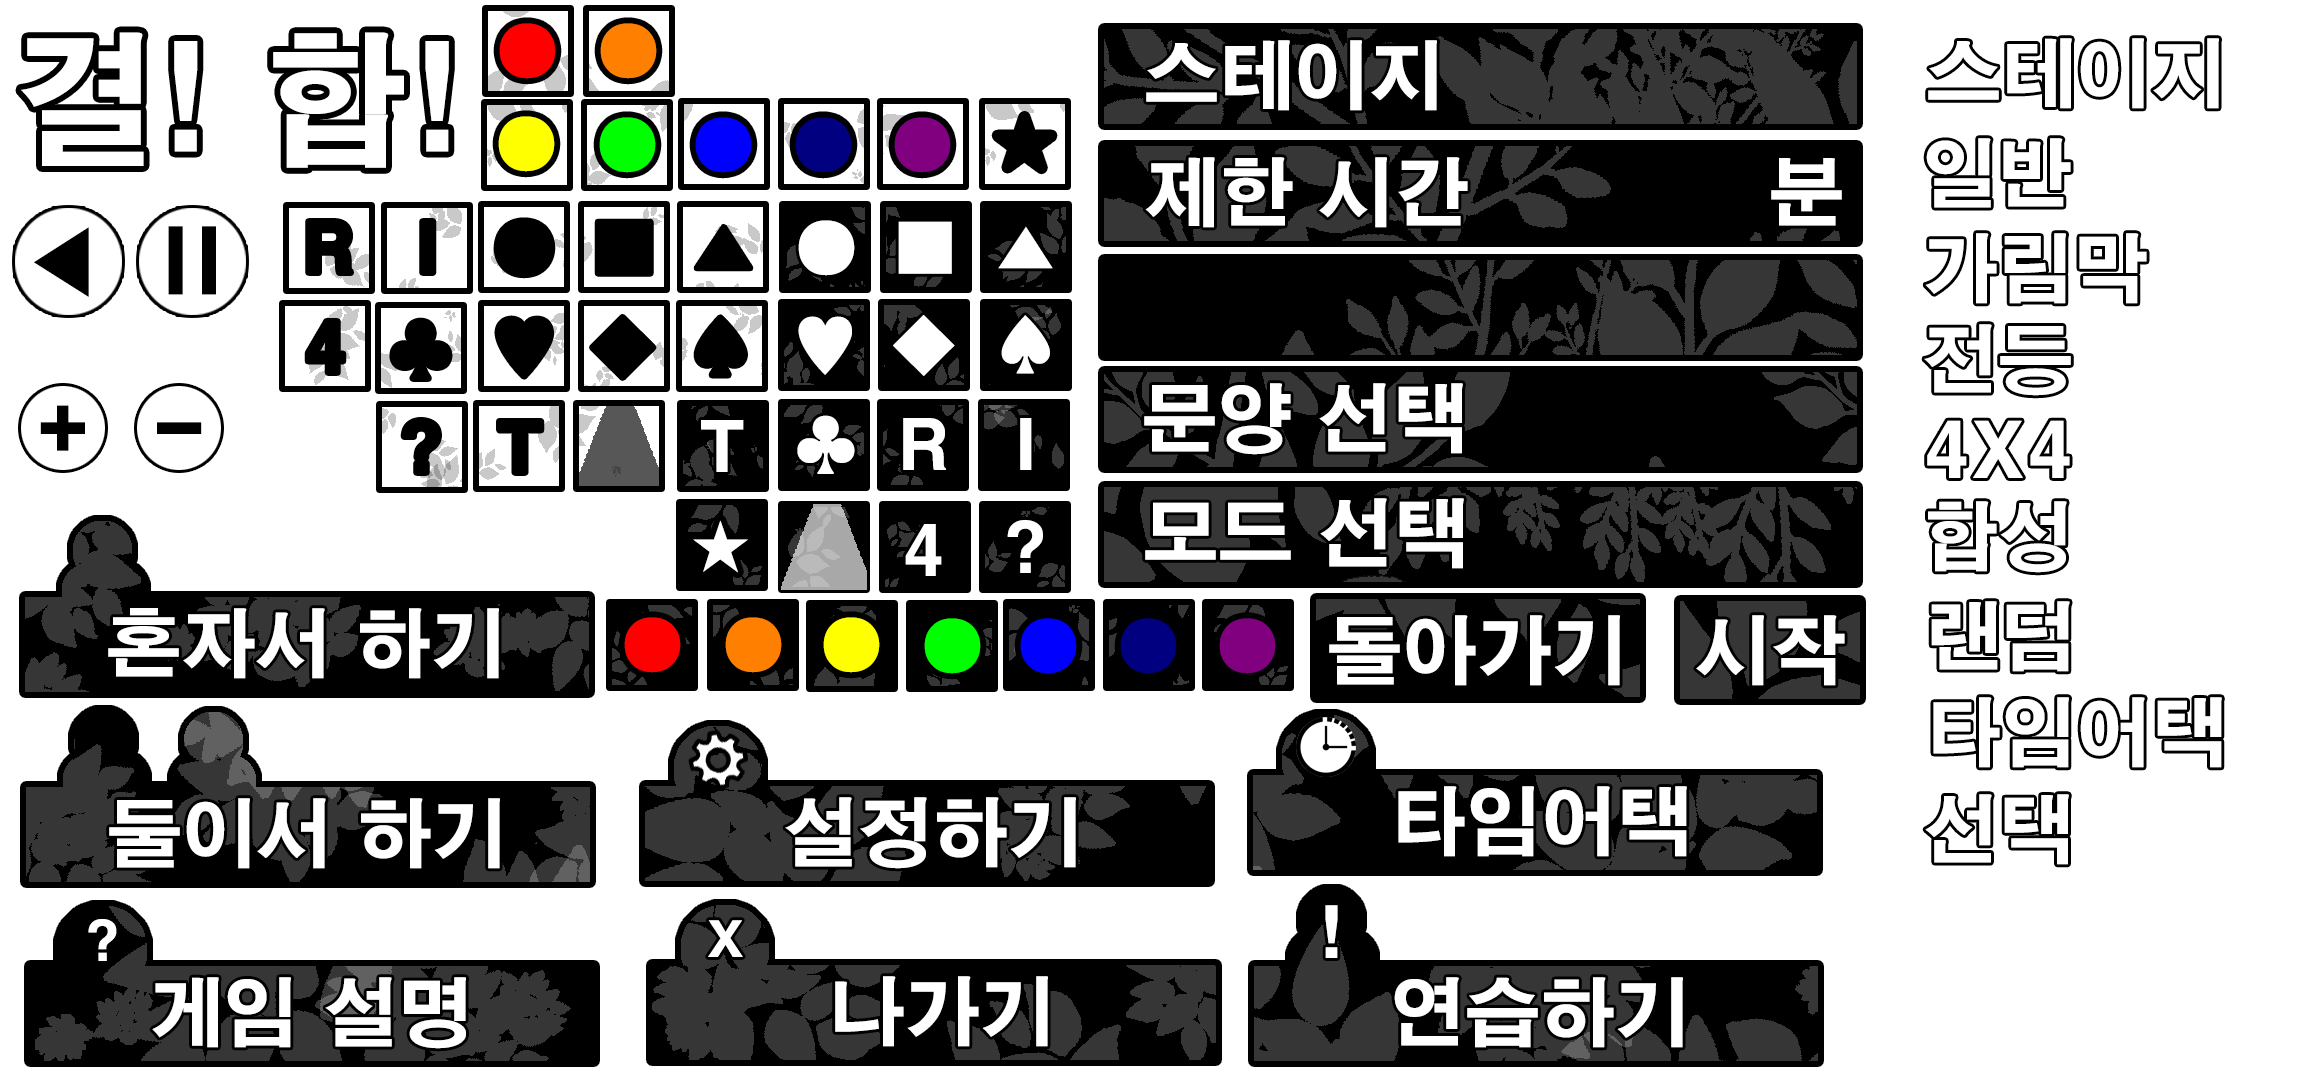 결! 합!
R I
4
? T T R I
4 ?
스테이지
제한 시간 분
문양 선택
모드 선택
혼자서 하기
돌아가기
시작
둘이서 하기
설정하기
타임어택
?
게임 설명
X
나가기
!
연습하기
스테이지
일반
가림막
전등
4X4
합성
랜덤
타임어택
선택